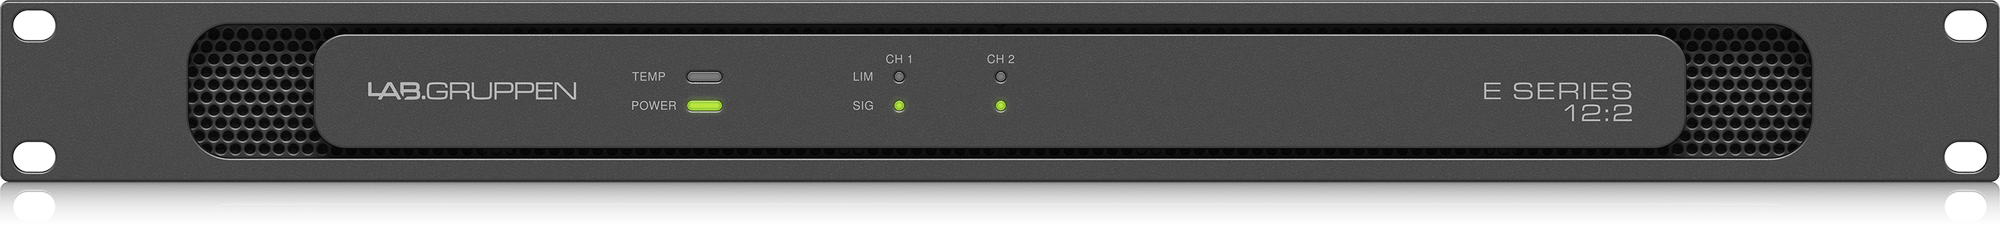 LAB.GRUPPEN
TEMP
POWER
CH 1 CH 2
LIM
SIG
E SERIES
12:2